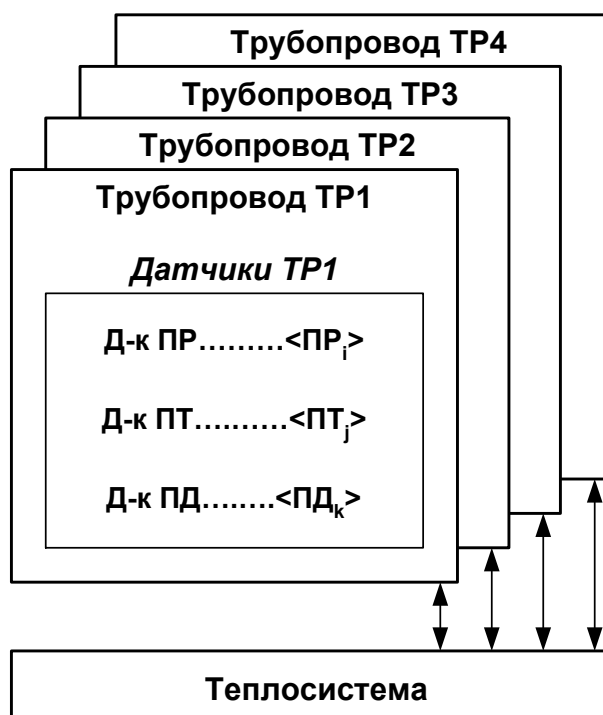 Трубопровод ТР4
Трубопровод ТР3
Трубопровод ТР2
Трубопровод ТР1
Датчики ТР1
Д-к ПР………<ПРi>
Д-к ПТ…..……<ПТj>
Д-к ПД…..….<ПДk>
Теплосистема